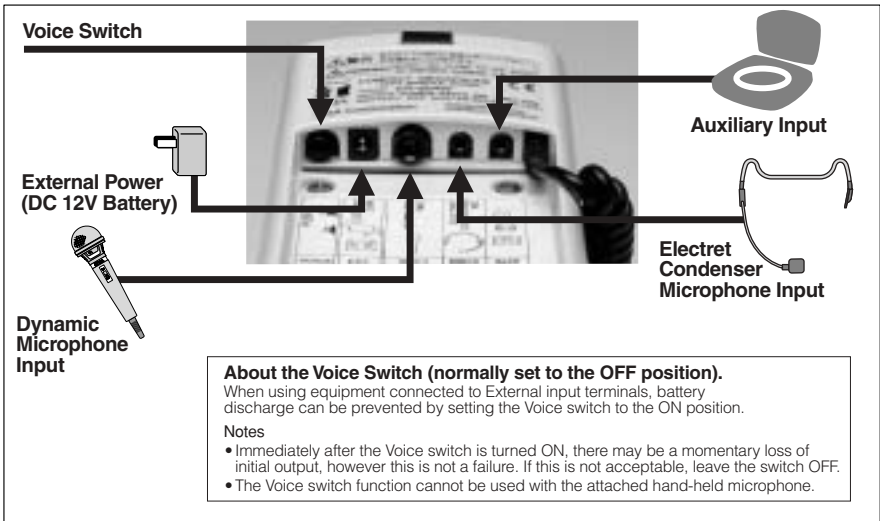 Voice Switch
Auxiliary Input
External Power
(DC 12V Battery)
Electret
Condenser
Microphone Input
Dynamic
Microphone
Input
About the Voice Switch (normally set to the OFF position).
When using equipment connected to External input terminals, battery
discharge can be prevented by setting the Voice switch to the ON position.
Notes
• Immediately after the Voice switch is turned ON, there may be a momentary loss of
initial output, however this is not a failure. If this is not acceptable, leave the switch OFF.
• The Voice switch function cannot be used with the attached hand-held microphone.